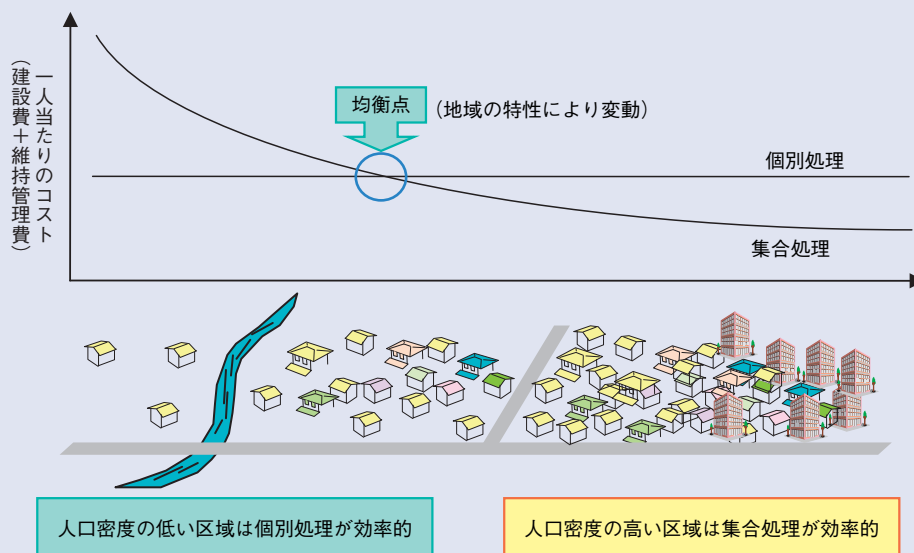 一人当たりのコスト
（建設費＋維持管理費）
均衡点
（地域の特性により変動）
個別処理
集合処理
人口密度の低い区域は個別処理が効率的
人口密度の高い区域は集合処理が効率的